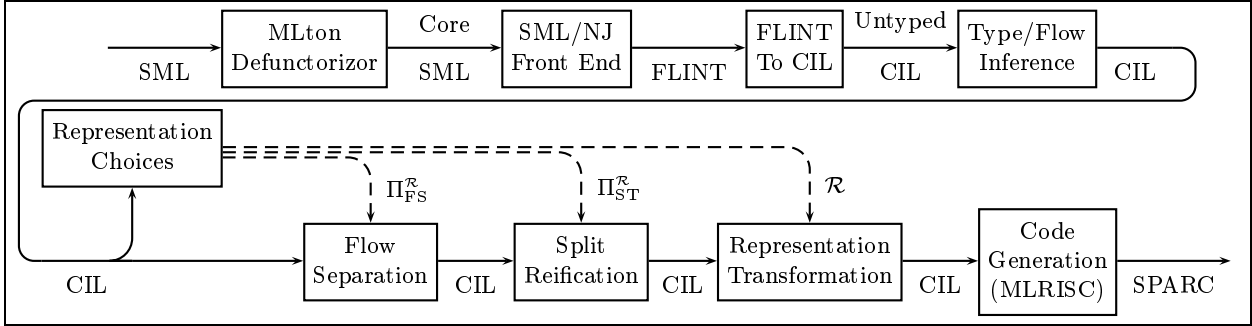 MLton
Defunctorizor
SML/NJ
Front End
FLINT
To CIL
Type/Flow
Inference
SML
Core
SML
FLINT
Untyped
CIL
CIL
Representation
Choices
Π^ℛ_FS
Π^ℛ_ST
ℛ
CIL
Flow
Separation
CIL
Split
Reification
CIL
Representation
Transformation
CIL
Code
Generation
(MLRISC)
SPARC